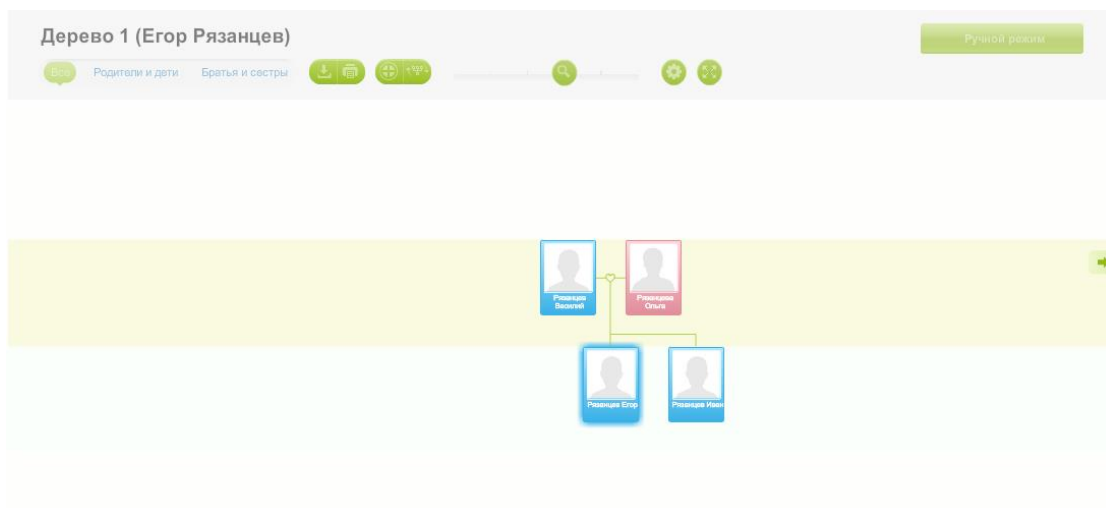 Дерево 1 (Егор Рязанцев)
Ручной режим
Все Родители и дети Братья и сестры
Рязанцев
Василий
Рязанцева
Ольга
Рязанцев Егор
Рязанцев Иван